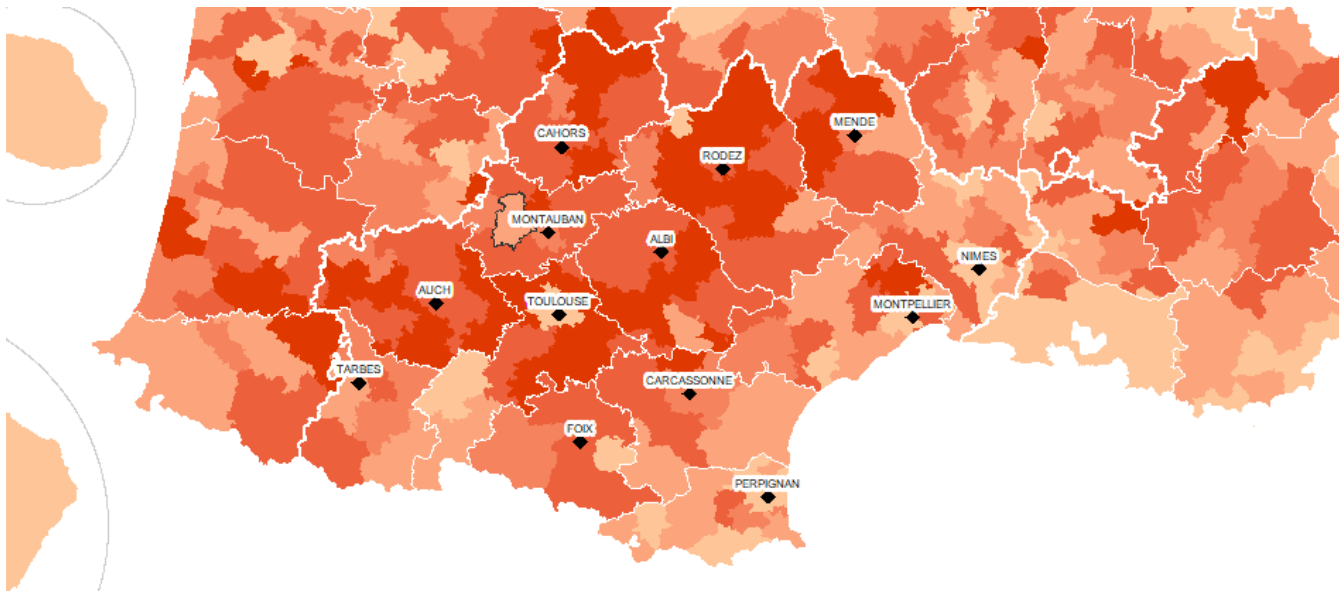 MENDE
CAHORS
RODEZ
MONTAUBAN
ALBI
NIMES
AUCH
TOULOUSE
MONTPELLIER
TARBES
CARCASSONNE
FOIX
PERPIGNAN